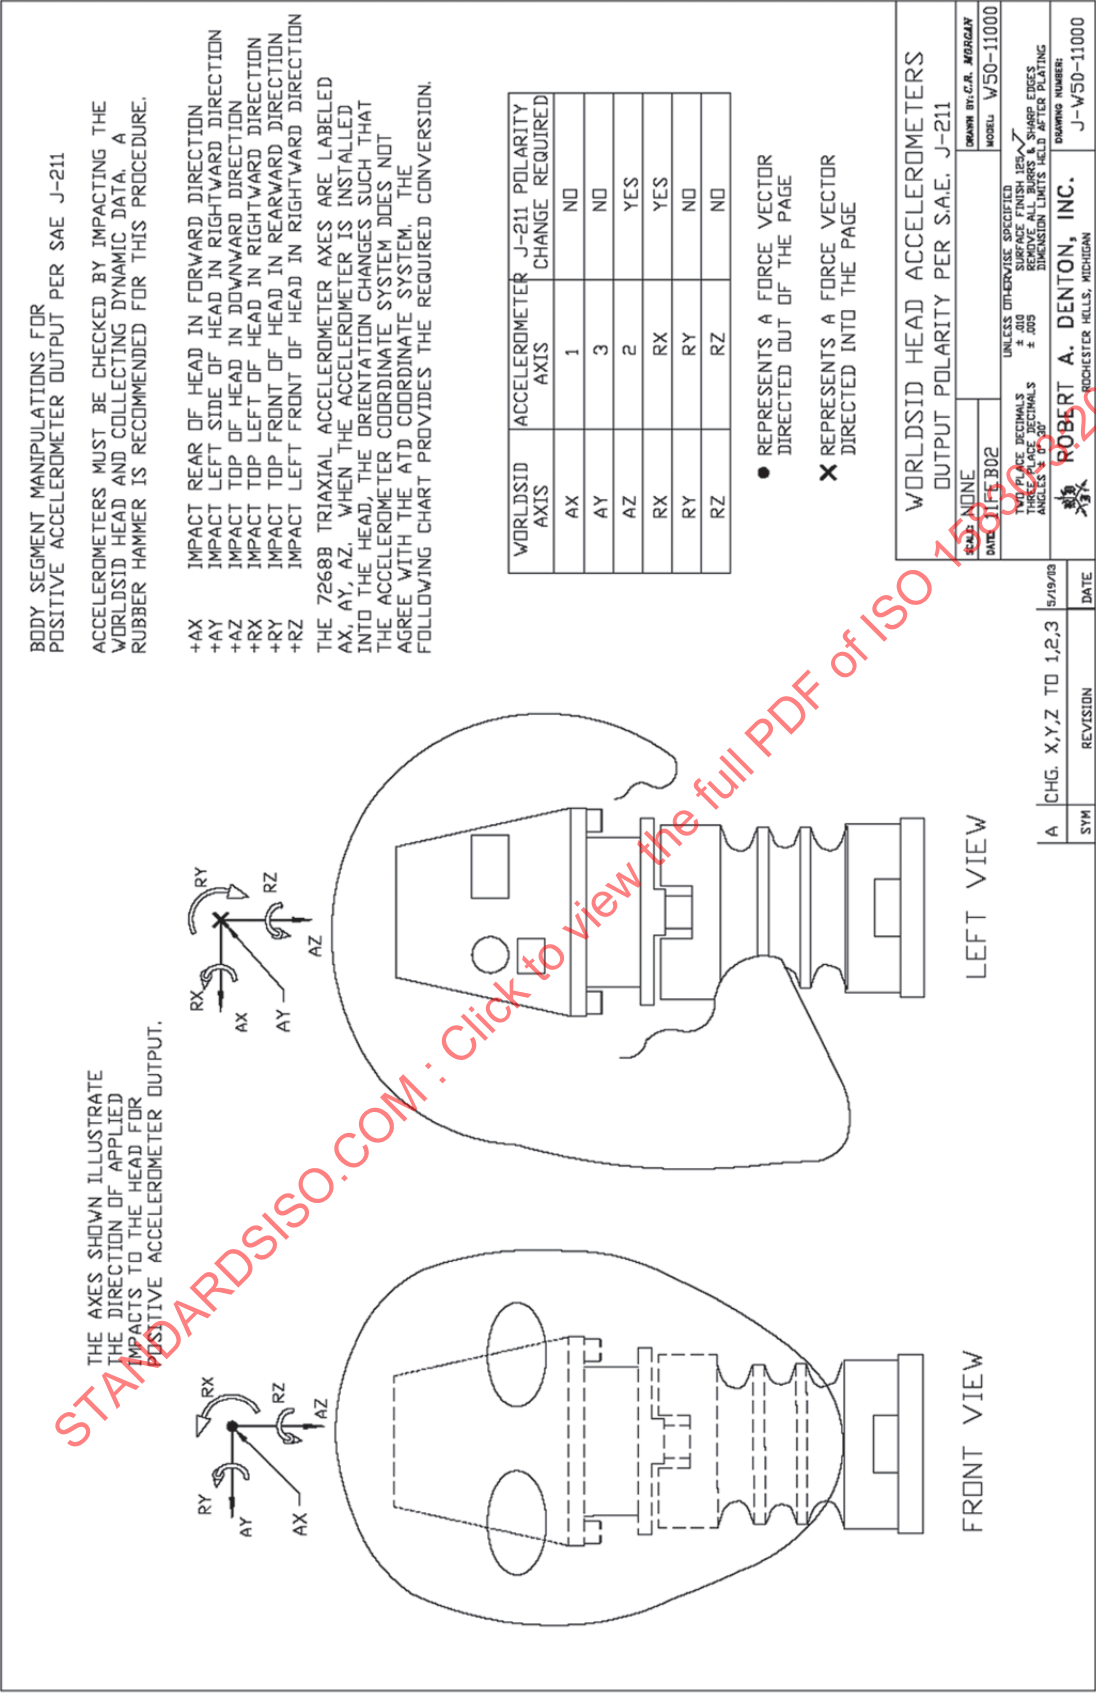 THE AXES SHOWN ILLUSTRATE
THE DIRECTION OF APPLIED
IMPACTS TO THE HEAD FOR
POSITIVE ACCELEROMETER OUTPUT.
RY
RX
RZ
AZ
AY
AX
FRONT VIEW
RX
RY
RZ
AZ
AX
AY
LEFT VIEW
BODY SEGMENT MANIPULATIONS FOR
POSITIVE ACCELEROMETER OUTPUT PER SAE J-211
ACCELEROMETERS MUST BE CHECKED BY IMPACTING THE
WORLDSID HEAD AND COLLECTING DYNAMIC DATA. A
RUBBER HAMMER IS RECOMMENDED FOR THIS PROCEDURE.
+AX IMPACT REAR OF HEAD IN FORWARD DIRECTION
+AY IMPACT LEFT SIDE OF HEAD IN RIGHTWARD DIRECTION
+AZ IMPACT TOP OF HEAD IN DOWNWARD DIRECTION
+RX IMPACT TOP LEFT OF HEAD IN RIGHTWARD DIRECTION
+RY IMPACT TOP FRONT OF HEAD IN REARWARD DIRECTION
+RZ IMPACT LEFT FRONT OF HEAD IN RIGHTWARD DIRECTION
THE 7268B TRIAXIAL ACCELEROMETER AXES ARE LABELED
AX, AY, AZ. WHEN THE ACCELEROMETER IS INSTALLED
INTO THE HEAD, THE ORIENTATION CHANGES SUCH THAT
THE ACCELEROMETER COORDINATE SYSTEM DOES NOT
AGREE WITH THE ATD COORDINATE SYSTEM. THE
FOLLOWING CHART PROVIDES THE REQUIRED CONVERSION.
WORLDSID AXIS ACCELEROMETER AXIS J-211 POLARITY CHANGE REQUIRED
AX 1 NO
AY 3 NO
AZ 2 YES
RX RX YES
RY RY NO
RZ RZ NO
REPRESENTS A FORCE VECTOR
DIRECTED OUT OF THE PAGE
REPRESENTS A FORCE VECTOR
DIRECTED INTO THE PAGE
A CHG. X,Y,Z TO 1,2,3 5/19/03
SYM REVISION DATE
WORLDSID HEAD ACCELEROMETERS
OUTPUT POLARITY PER S.A.E. J-211
SCALE: NONE
DRAWN BY: C.R. MORGAN
DATE: 11FEB02
MODEL: W50-11000
UNLESS OTHERWISE SPECIFIED
TWO PLACE DECIMALS ± .010 SURFACE FINISH 125
THREE PLACE DECIMALS ± .005 REMOVE ALL BURRS & SHARP EDGES
ANGLES ± 0° 30' DIMENSION LIMITS HELD AFTER PLATING
ROBERT A. DENTON, INC.
ROCHESTER HILLS, MICHIGAN
DRAWING NUMBER:
J-W50-11000
STANDARDSISO.COM : Click to view the full PDF of ISO 15830-3:20